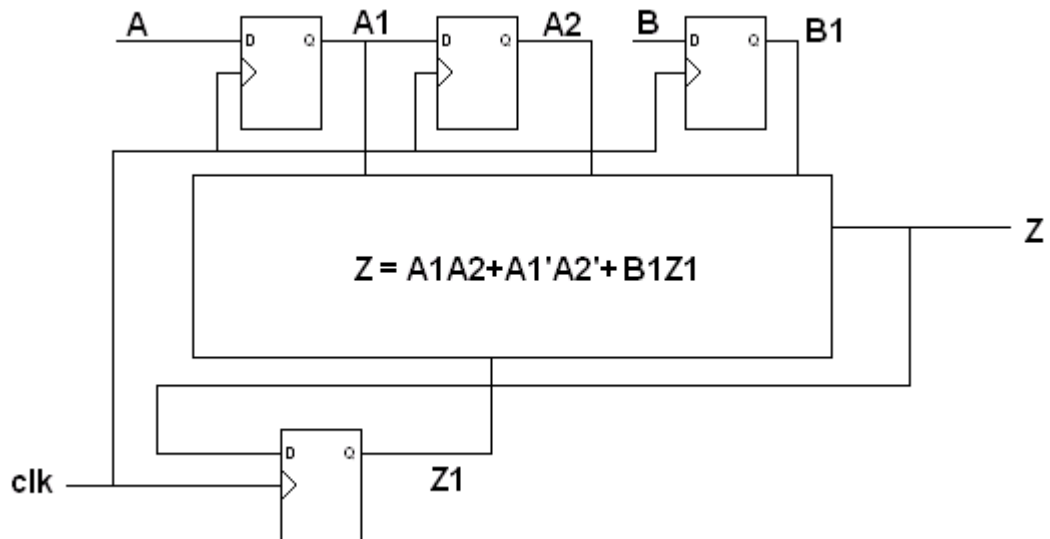 A A1 A2 B B1
D Q D Q D Q
Z
Z = A1A2+A1'A2'+B1Z1
D Q
Z1
clk